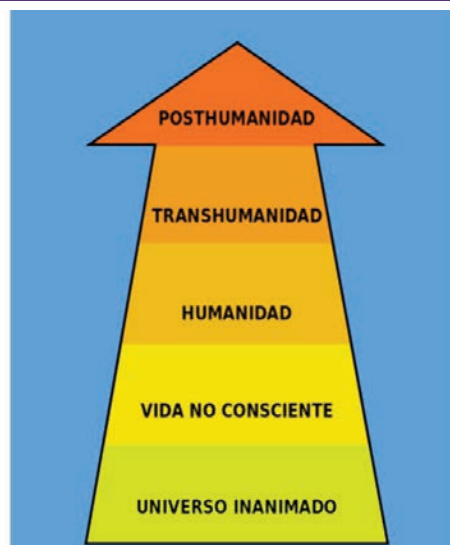 POSTHUMANIDAD
TRANSHUMANIDAD
HUMANIDAD
VIDA NO CONSCIENTE
UNIVERSO INANIMADO